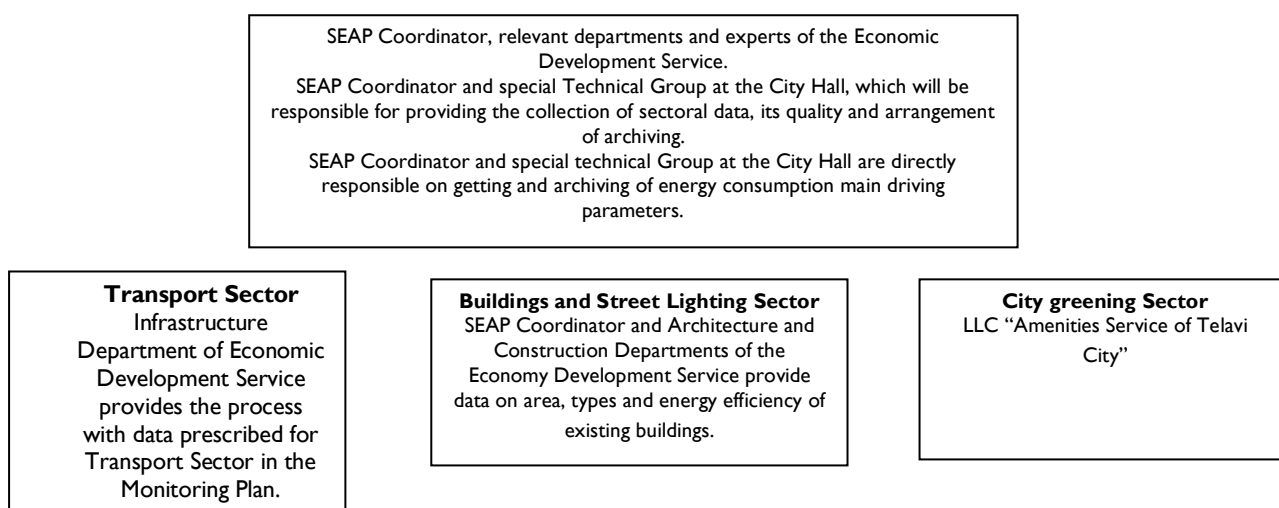 SEAP Coordinator, relevant departments and experts of the Economic
Development Service.
SEAP Coordinator and special Technical Group at the City Hall, which will be
responsible for providing the collection of sectoral data, its quality and arrangement
of archiving.
SEAP Coordinator and special technical Group at the City Hall are directly
responsible on getting and archiving of energy consumption main driving
parameters.
Transport Sector
Infrastructure
Department of Economic
Development Service
provides the process
with data prescribed for
Transport Sector in the
Monitoring Plan.
Buildings and Street Lighting Sector
SEAP Coordinator and Architecture and
Construction Departments of the
Economy Development Service provide
data on area, types and energy efficiency of
existing buildings.
City greening Sector
LLC “Amenities Service of Telavi
City”